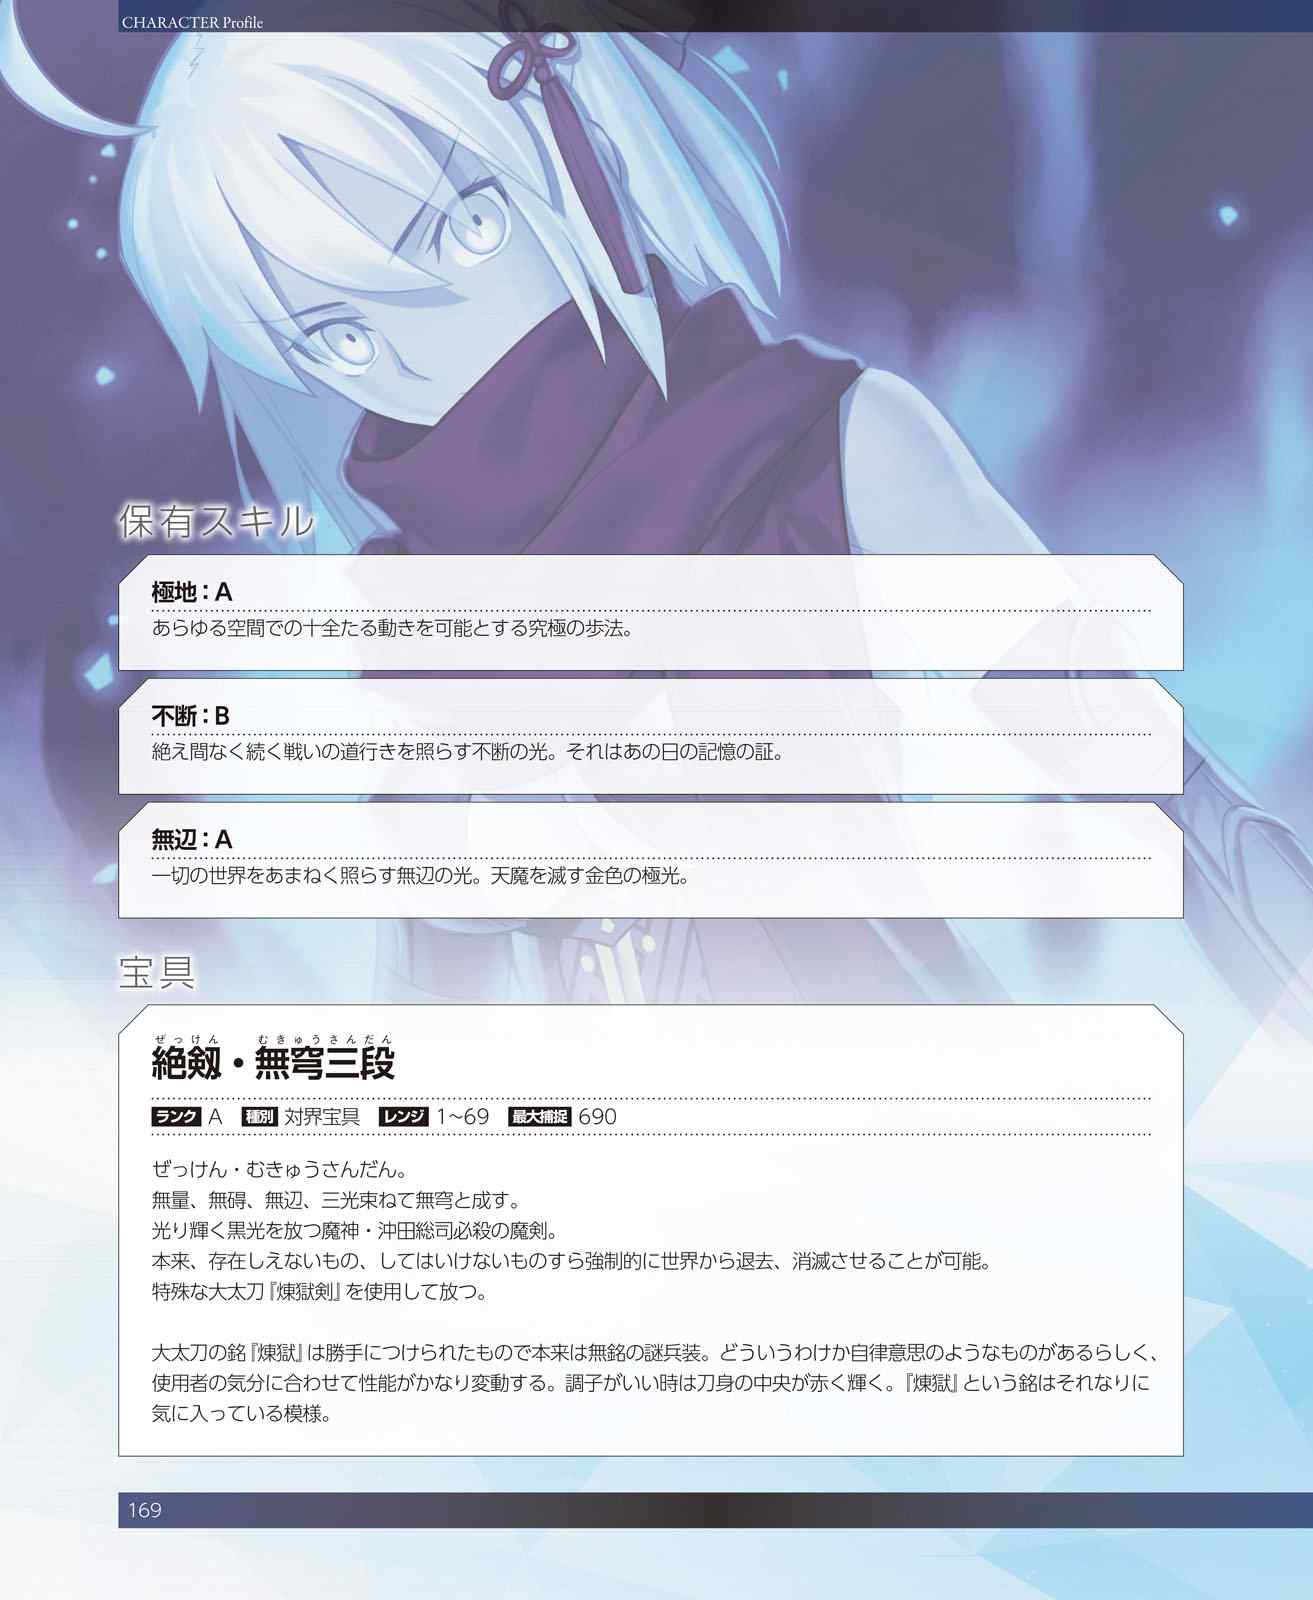 CHARACTER Profile
保有スキル
極地：A
あらゆる空間での十全たる動きを可能とする究極の歩法。
不断：B
絶え間なく続く戦いの道行きを照らす不断の光。それはあの日の記憶の証。
無辺：A
一切の世界をあまねく照らす無辺の光。天魔を滅す金色の極光。
宝具
ぜっけん むきゅうさんだん
絶剱・無穹三段
ランク A 種別 対界宝具 レンジ 1～69 最大捕捉 690
ぜっけん・むきゅうさんだん。
無量、無碍、無辺、三光束ねて無穹と成す。
光り輝く黒光を放つ魔神・沖田総司必殺の魔剣。
本来、存在しえないもの、してはいけないものすら強制的に世界から退去、消滅させることが可能。
特殊な大太刀『煉獄剣』を使用して放つ。
大太刀の銘『煉獄』は勝手につけられたもので本来は無銘の謎兵装。どういうわけか自律意思のようなものがあるらしく、
使用者の気分に合わせて性能がかなり変動する。調子がいい時は刀身の中央が赤く輝く。『煉獄』という銘はそれなりに
気に入っている模様。
169